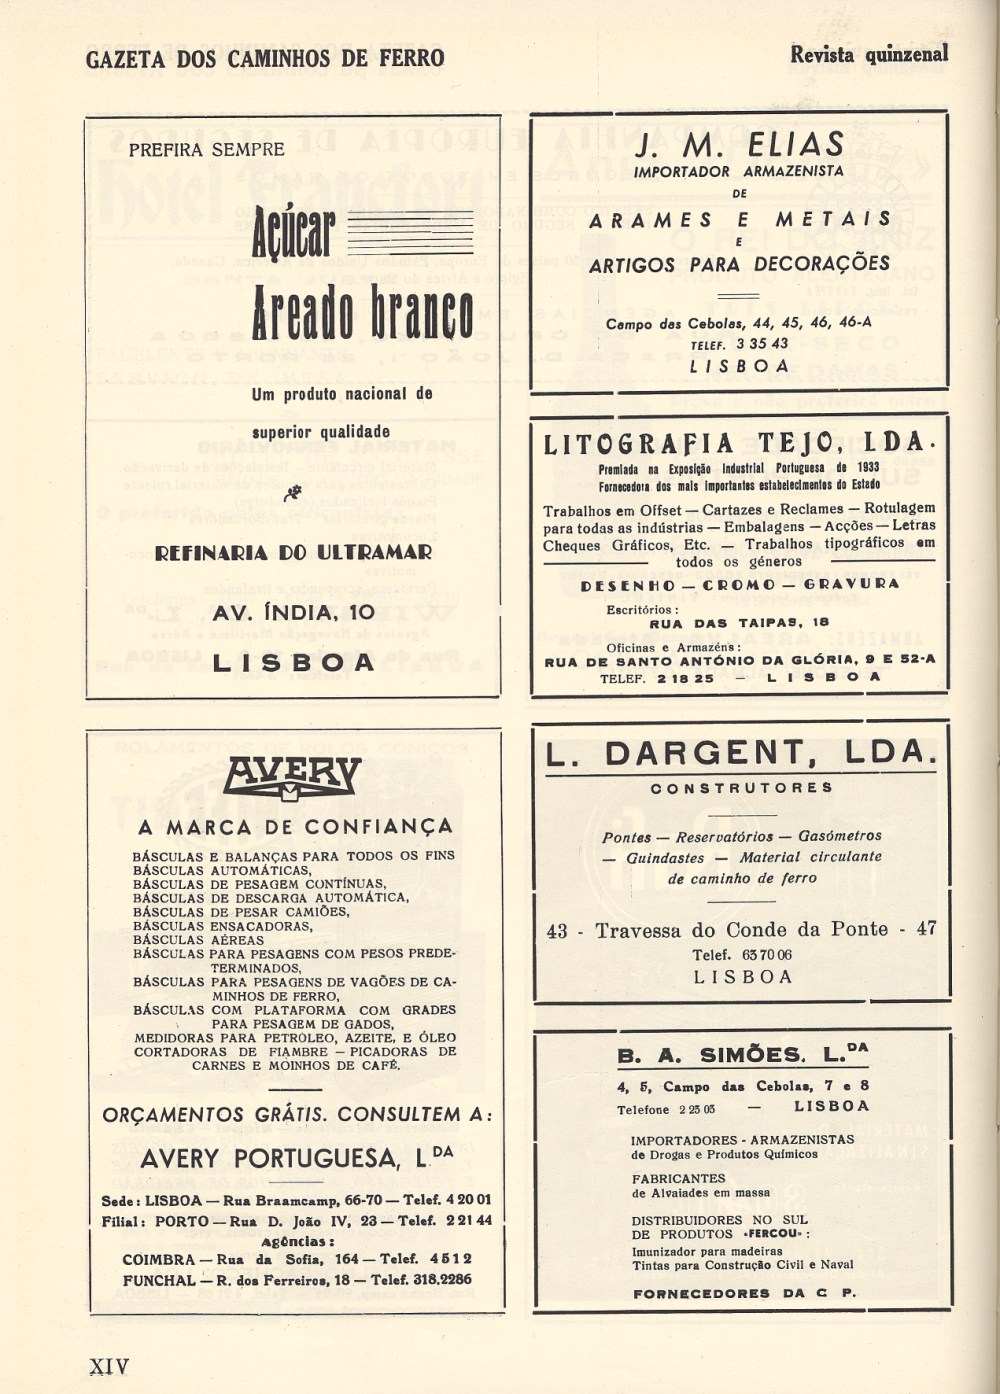 GAZETA DOS CAMINHOS DE FERRO
Revista quinzenal
PREFIRA SEMPRE
Açúcar
Areado branco
Um produto nacional de
superior qualidade
REFINARIA DO ULTRAMAR
AV. ÍNDIA, 10
LISBOA
J. M. ELIAS
IMPORTADOR ARMAZENISTA
DE
ARAMES E METAIS
E
ARTIGOS PARA DECORAÇÕES
Campo das Cebolas, 44, 45, 46, 46-A
TELEF. 3 35 43
LISBOA
LITOGRAFIA TEJO, LDA.
Premiada na Exposição Industrial Portuguesa de 1933
Fornecedora dos mais importantes estabelecimentos do Estado
Trabalhos em Offset — Cartazes e Reclames — Rotulagem
para todas as indústrias — Embalagens — Acções — Letras
Cheques Gráficos, Etc. — Trabalhos tipográficos em
todos os géneros
DESENHO — CROMO — GRAVURA
Escritórios:
RUA DAS TAIPAS, 18
Oficinas e Armazéns:
RUA DE SANTO ANTÓNIO DA GLÓRIA, 9 E 52-A
TELEF. 2 18 25 — LISBOA
AVERY
A MARCA DE CONFIANÇA
BÁSCULAS E BALANÇAS PARA TODOS OS FINS
BÁSCULAS AUTOMÁTICAS,
BÁSCULAS DE PESAGEM CONTÍNUAS,
BÁSCULAS DE DESCARGA AUTOMÁTICA,
BÁSCULAS DE PESAR CAMIÕES,
BÁSCULAS ENSACADORAS,
BÁSCULAS AÉREAS
BÁSCULAS PARA PESAGENS COM PESOS PREDE-
TERMINADOS,
BÁSCULAS PARA PESAGENS DE VAGÕES DE CA-
MINHOS DE FERRO,
BÁSCULAS COM PLATAFORMA COM GRADES
PARA PESAGEM DE GADOS,
MEDIDORAS PARA PETRÓLEO, AZEITE, E ÓLEO
CORTADORAS DE FIAMBRE — PICADORAS DE
CARNES E MOINHOS DE CAFÉ.
ORÇAMENTOS GRÁTIS. CONSULTEM A:
AVERY PORTUGUESA, L.DA
Sede: LISBOA — Rua Braamcamp, 66-70 — Telef. 4 20 01
Filial: PORTO — Rua D. João IV, 23 — Telef. 2 21 44
Agências:
COIMBRA — Rua da Sofia, 164 — Telef. 4512
FUNCHAL — R. dos Ferreiros, 18 — Telef. 318,2286
L. DARGENT, LDA.
CONSTRUTORES
Pontes — Reservatórios — Gasómetros
— Guindastes — Material circulante
de caminho de ferro
43 - Travessa do Conde da Ponte - 47
Telef. 63 70 06
LISBOA
B. A. SIMÕES. L.DA
4, 5, Campo das Cebolas, 7 e 8
Telefone 2 25 05 — LISBOA
IMPORTADORES - ARMAZENISTAS
de Drogas e Produtos Químicos
FABRICANTES
de Alvaiades em massa
DISTRIBUIDORES NO SUL
DE PRODUTOS «FERCOU»:
Imunizador para madeiras
Tintas para Construção Civil e Naval
FORNECEDORES DA C P.
XIV